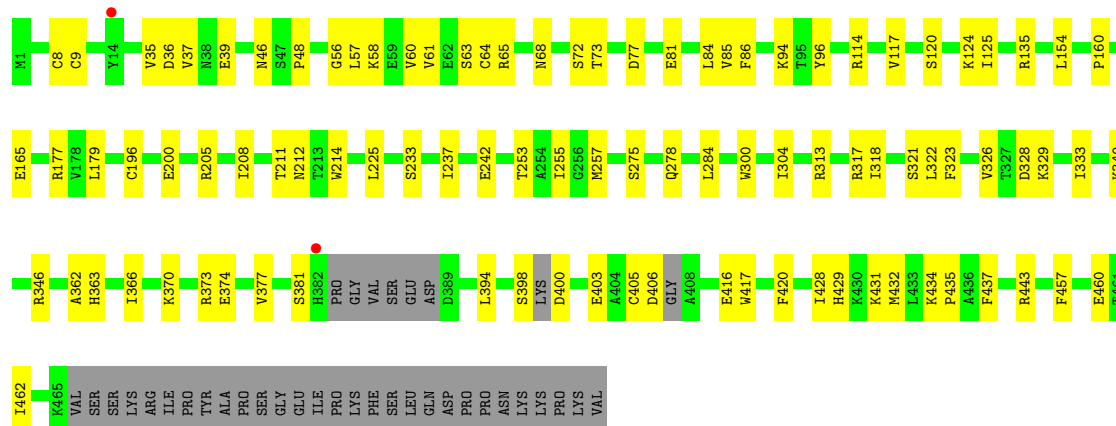 M1 C8 C9 Y14 V35 D36 V37 N38 E39 N46 S47 P48 G56 L57 K58 E59 V60 V61 E62 S63 C64 R65 N68 S72 T73 D77 E81 L84 V85 F86 K94 T95 Y96 R114 V117 S120 K124 I125 R135 L154 P160
E165 R177 V178 L179 C196 E200 R205 I208 T211 N212 T213 W214 L225 S233 I237 E242 T253 A254 I255 G256 M257 S275 Q278 L284 W300 I304 R313 R317 I318 S321 L322 F323 V326 T327 D328 K329 I333
R346 A362 H363 I366 K370 R373 E374 V377 S381 H382 PRO GLY VAL SER GLU ASP D389 L394 S398 LYS D400 E403 A404 C405 D406 GLY A408 E416 W417 F420 I428 H429 K430 K431 M432 L433 K434 P435 A436 F437 R443 F457 E460 T461
I462 K465 VAL SER SER LYS ARG ILE PRO TYR ALA PRO SER GLY GLU ILE PRO LYS PHE SER LEU GLN ASP PRO PRO ASN LYS LYS PRO LYS VAL